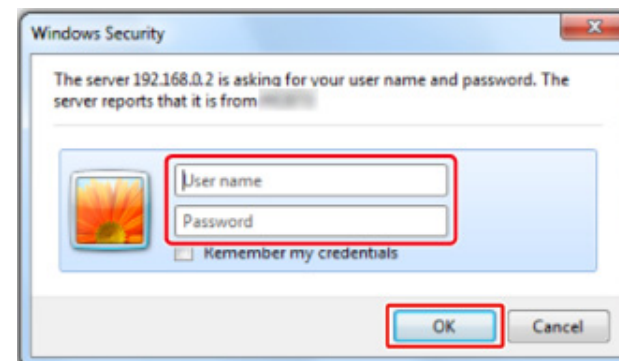 Windows Security
The server 192.168.0.2 is asking for your user name and password. The
server reports that it is from
User name
Password
Remember my credentials
OK
Cancel